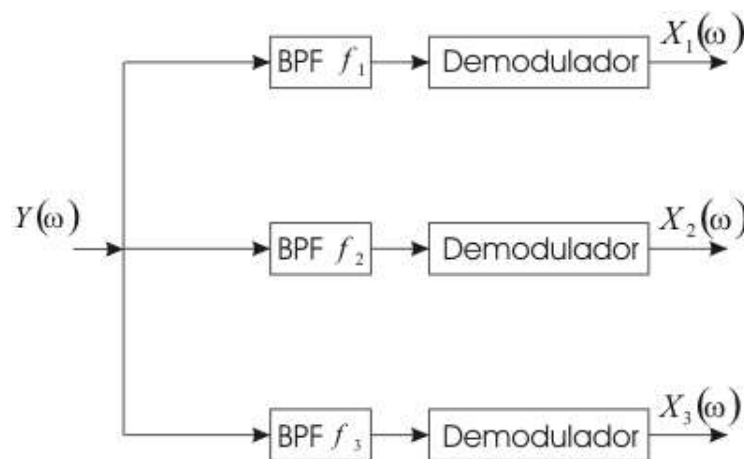 X₁(ω)
BPF f₁ Demodulador
Y(ω)
X₂(ω)
BPF f₂ Demodulador
X₃(ω)
BPF f₃ Demodulador